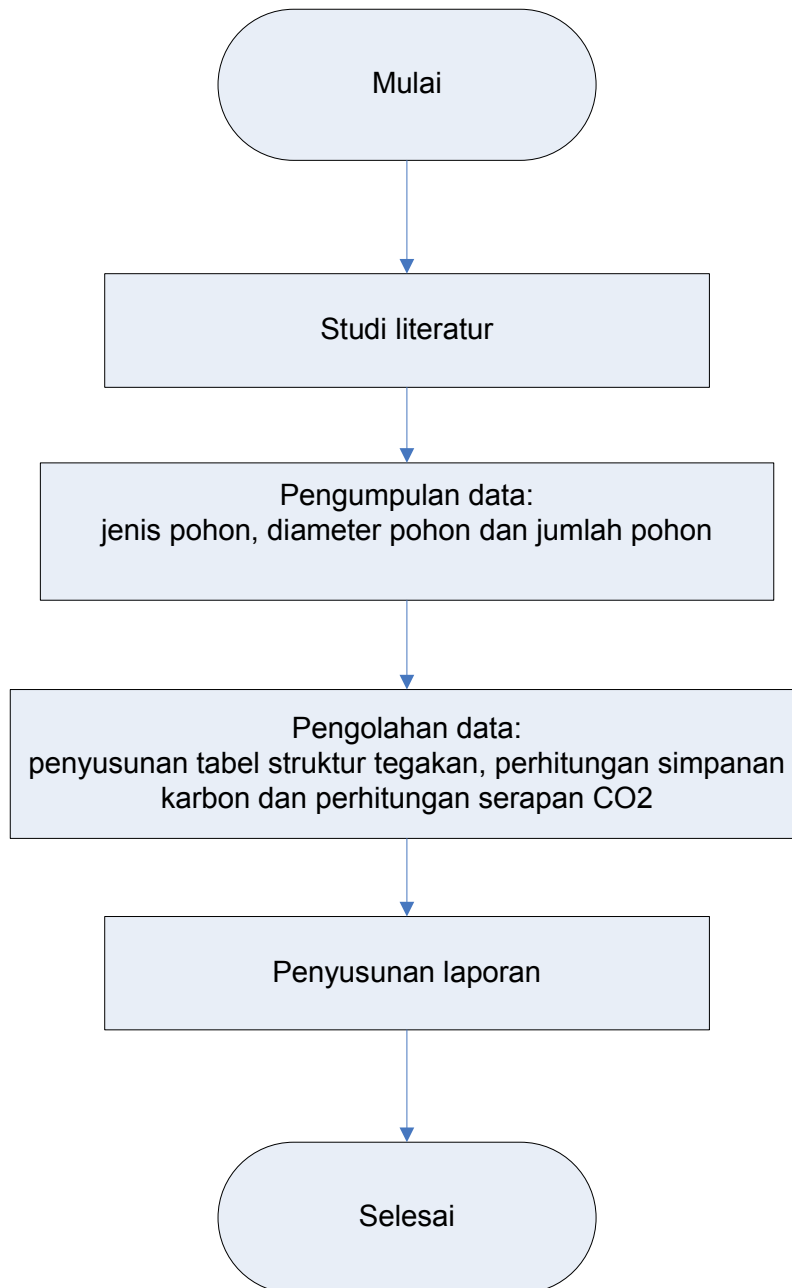 Mulai
Studi literatur
Pengumpulan data:
jenis pohon, diameter pohon dan jumlah pohon
Pengolahan data:
penyusunan tabel struktur tegakan, perhitungan simpanan
karbon dan perhitungan serapan CO2
Penyusunan laporan
Selesai